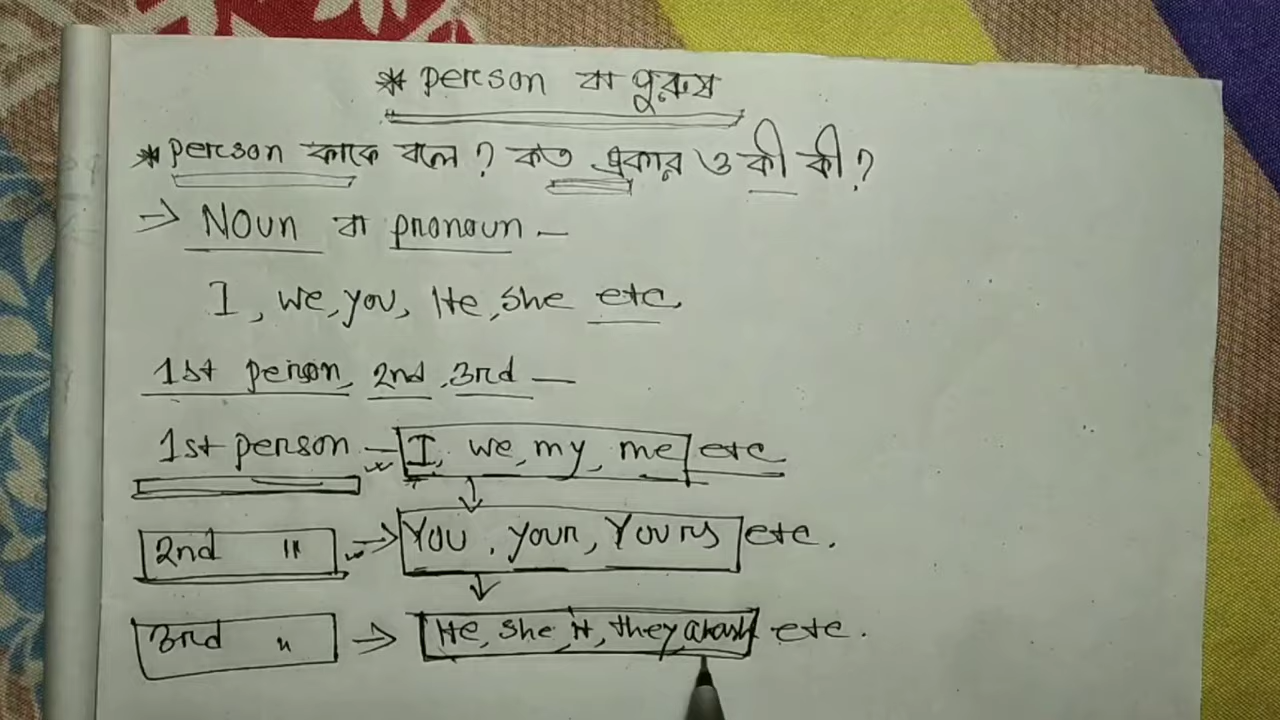 * person বা পুরুষ
* person কাকে বলে? কত প্রকার ও কী কী?
⇒ Noun বা pronoun –
I, we, you, He, she etc.
1st person, 2nd, 3rd –
1st person – I, we, my, me etc
2nd " → You, your, Yours etc.
3rd " → He, she, it, they, akash etc.